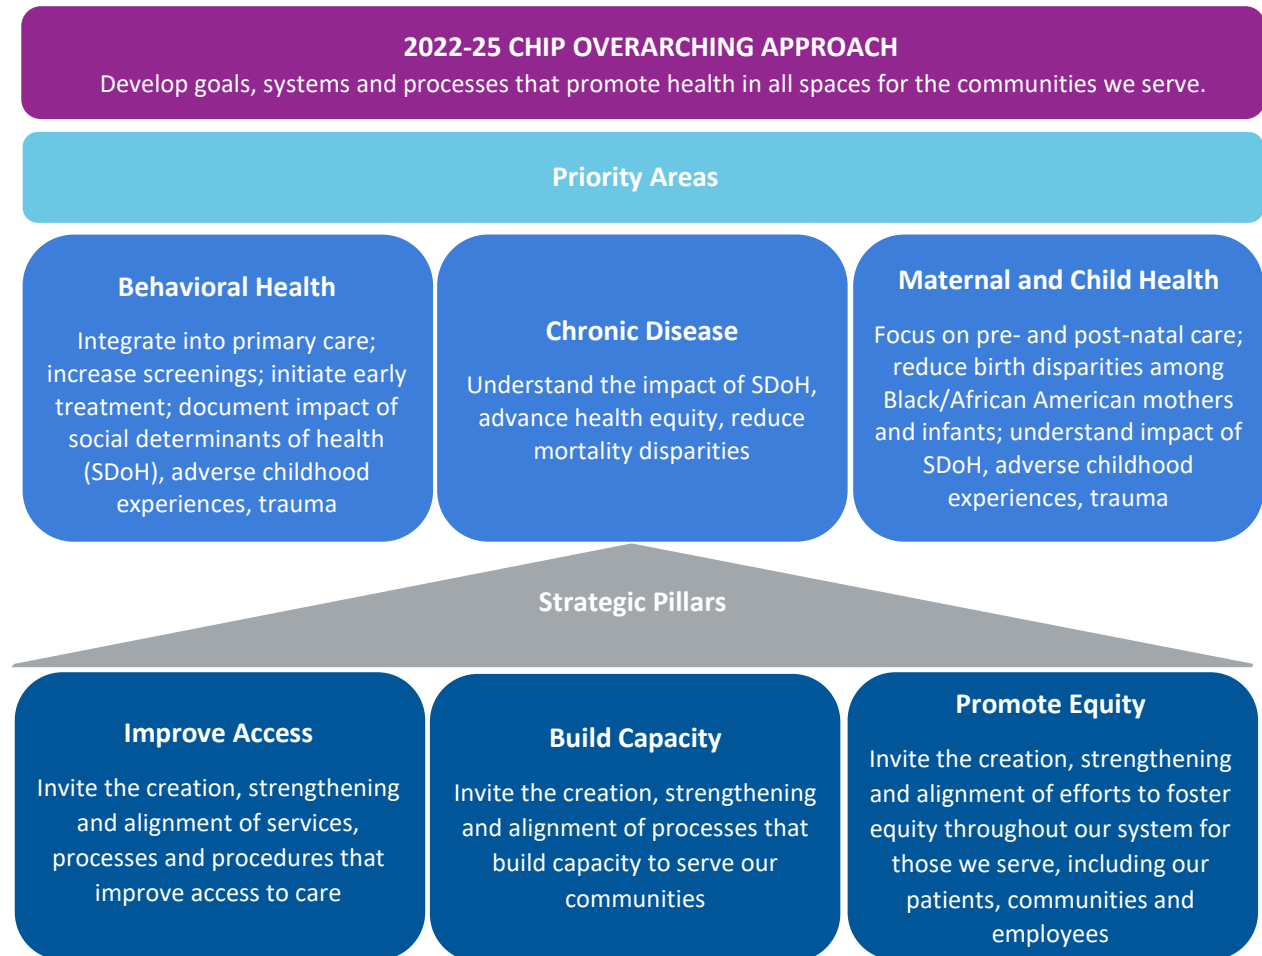 2022-25 CHIP OVERARCHING APPROACH
Develop goals, systems and processes that promote health in all spaces for the communities we serve.
Priority Areas
Behavioral Health
Integrate into primary care;
increase screenings; initiate early
treatment; document impact of
social determinants of health
(SDoH), adverse childhood
experiences, trauma
Chronic Disease
Understand the impact of SDoH,
advance health equity, reduce
mortality disparities
Maternal and Child Health
Focus on pre- and post-natal care;
reduce birth disparities among
Black/African American mothers
and infants; understand impact of
SDoH, adverse childhood
experiences, trauma
Strategic Pillars
Improve Access
Invite the creation, strengthening
and alignment of services,
processes and procedures that
improve access to care
Build Capacity
Invite the creation, strengthening
and alignment of processes that
build capacity to serve our
communities
Promote Equity
Invite the creation, strengthening
and alignment of efforts to foster
equity throughout our system for
those we serve, including our
patients, communities and
employees